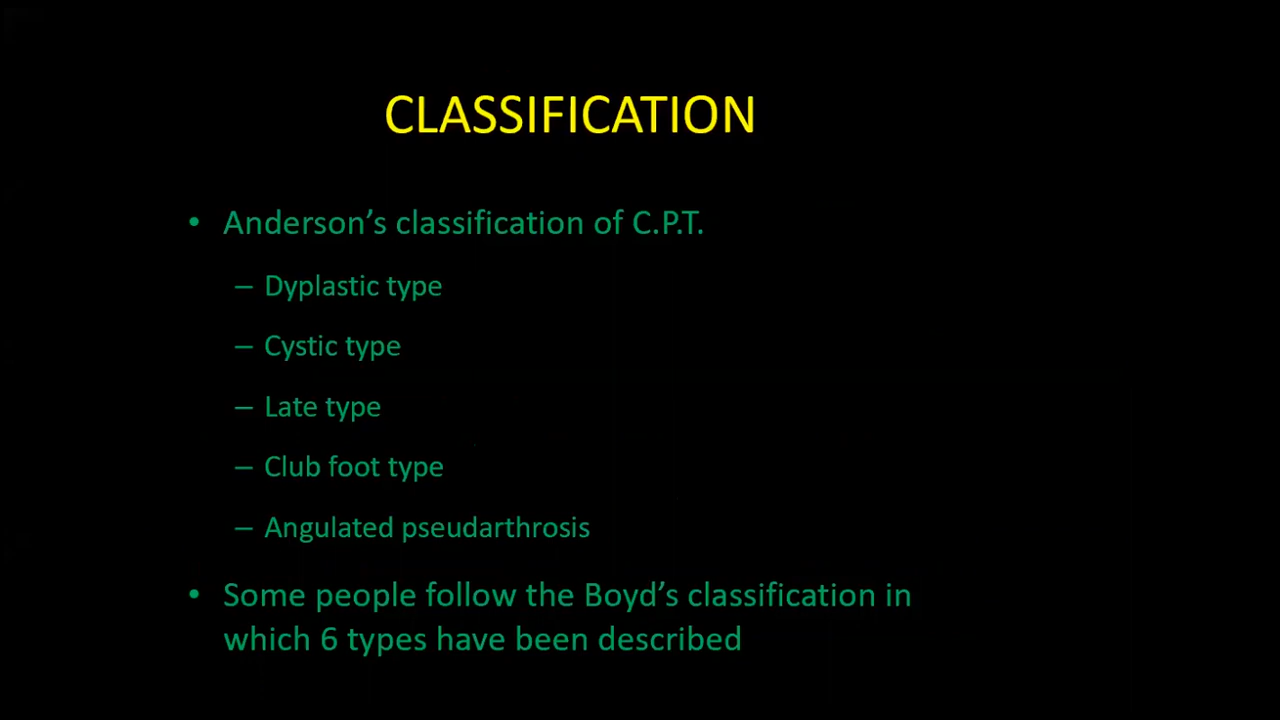 CLASSIFICATION
• Anderson’s classification of C.P.T.
– Dyplastic type
– Cystic type
– Late type
– Club foot type
– Angulated pseudarthrosis
• Some people follow the Boyd’s classification in
which 6 types have been described